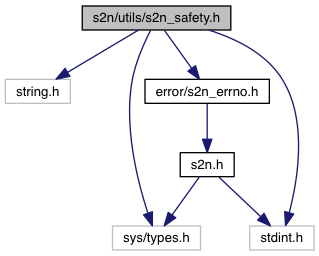 s2n/utils/s2n_safety.h
string.h
error/s2n_errno.h
s2n.h
sys/types.h
stdint.h